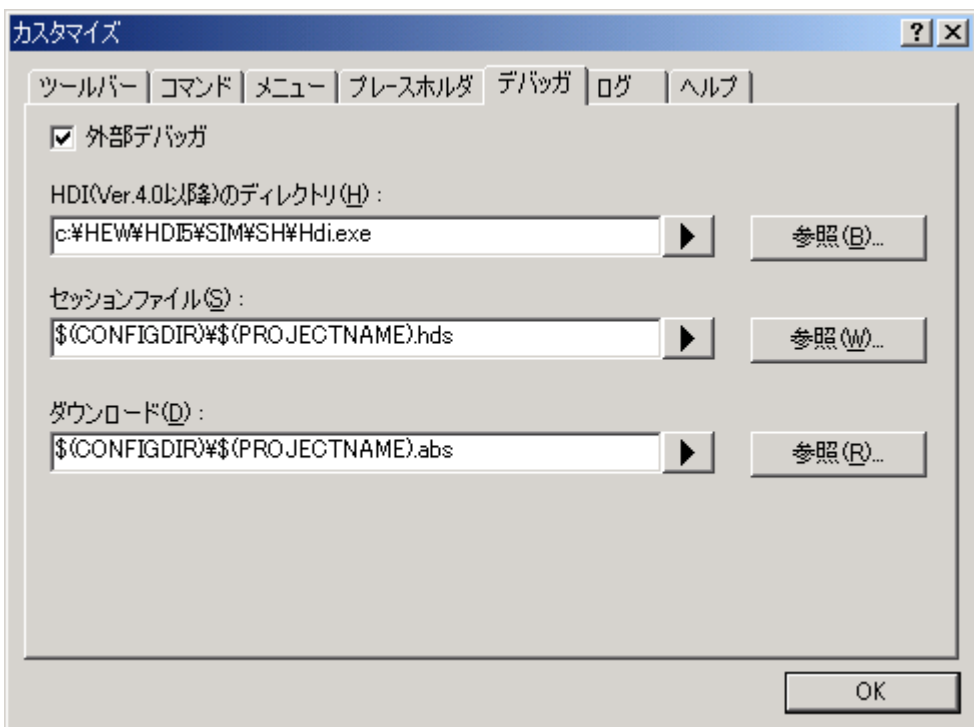 カスタマイズ
ツールバー コマンド メニュー プレースホルダ デバッガ ログ ヘルプ
外部デバッガ
HDI(Ver.4.0以降)のディレクトリ(H) :
c:¥HEW¥HDI5¥SIM¥SH¥Hdi.exe 参照(B)...
セッションファイル(S) :
$(CONFIGDIR)¥$(PROJECTNAME).hds 参照(W)...
ダウンロード(D) :
$(CONFIGDIR)¥$(PROJECTNAME).abs 参照(R)...
OK